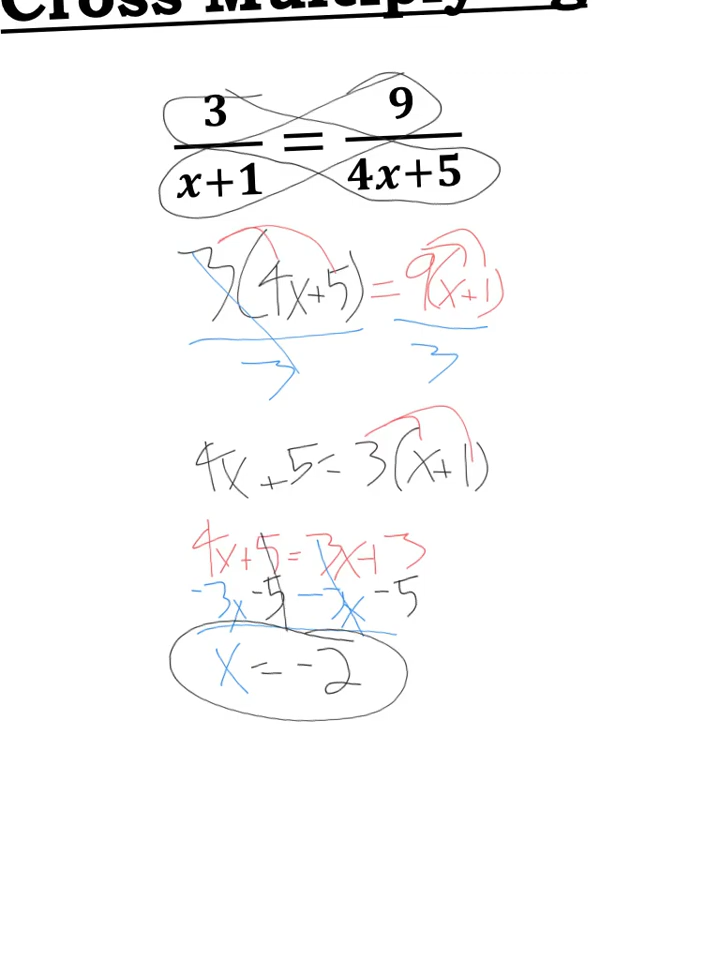 Cross Multiplying
3/(x+1) = 9/(4x+5)
3(4x+5) = 9(x+1)
3 3
4x+5=3(x+1)
4x+5=3x+3
-3x-5 -3x-5
x=-2